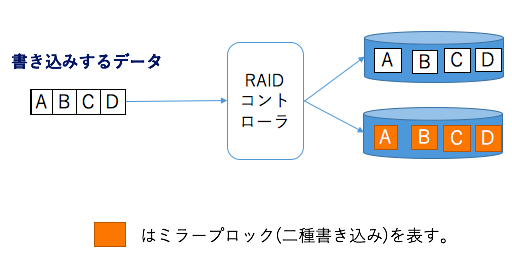 書き込みするデータ
A B C D
RAID
コント
ローラ
A B C D
A B C D
はミラーブロック(二種書き込み)を表す。